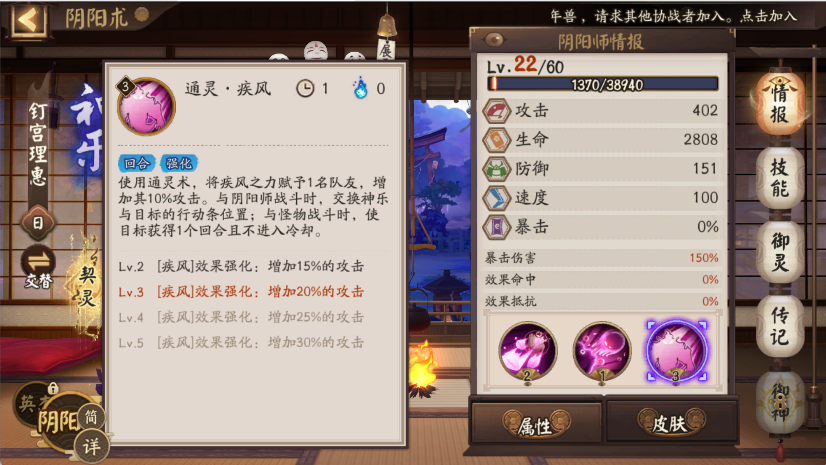 阴阳术
年兽，请求其他协战者加入。点击加入
展
神乐
钉宫理惠
日
交替
契灵
3
通灵·疾风
1
0
回合 强化
使用通灵术，将疾风之力赋予1名队友，增
加其10%攻击。与阴阳师战斗时，交换神乐
与目标的行动条位置；与怪物战斗时，使
目标获得1个回合且不进入冷却。
Lv.2 [疾风]效果强化：增加15%的攻击
Lv.3 [疾风]效果强化：增加20%的攻击
Lv.4 [疾风]效果强化：增加25%的攻击
Lv.5 [疾风]效果强化：增加30%的攻击
阴阳师情报
Lv.22/60
1370/38940
攻击 402
生命 2808
防御 151
速度 100
暴击 0%
暴击伤害 150%
效果命中 0%
效果抵抗 0%
2
1
3
属性
皮肤
情报
技能
御灵
传记
御神
阴阳
简
详